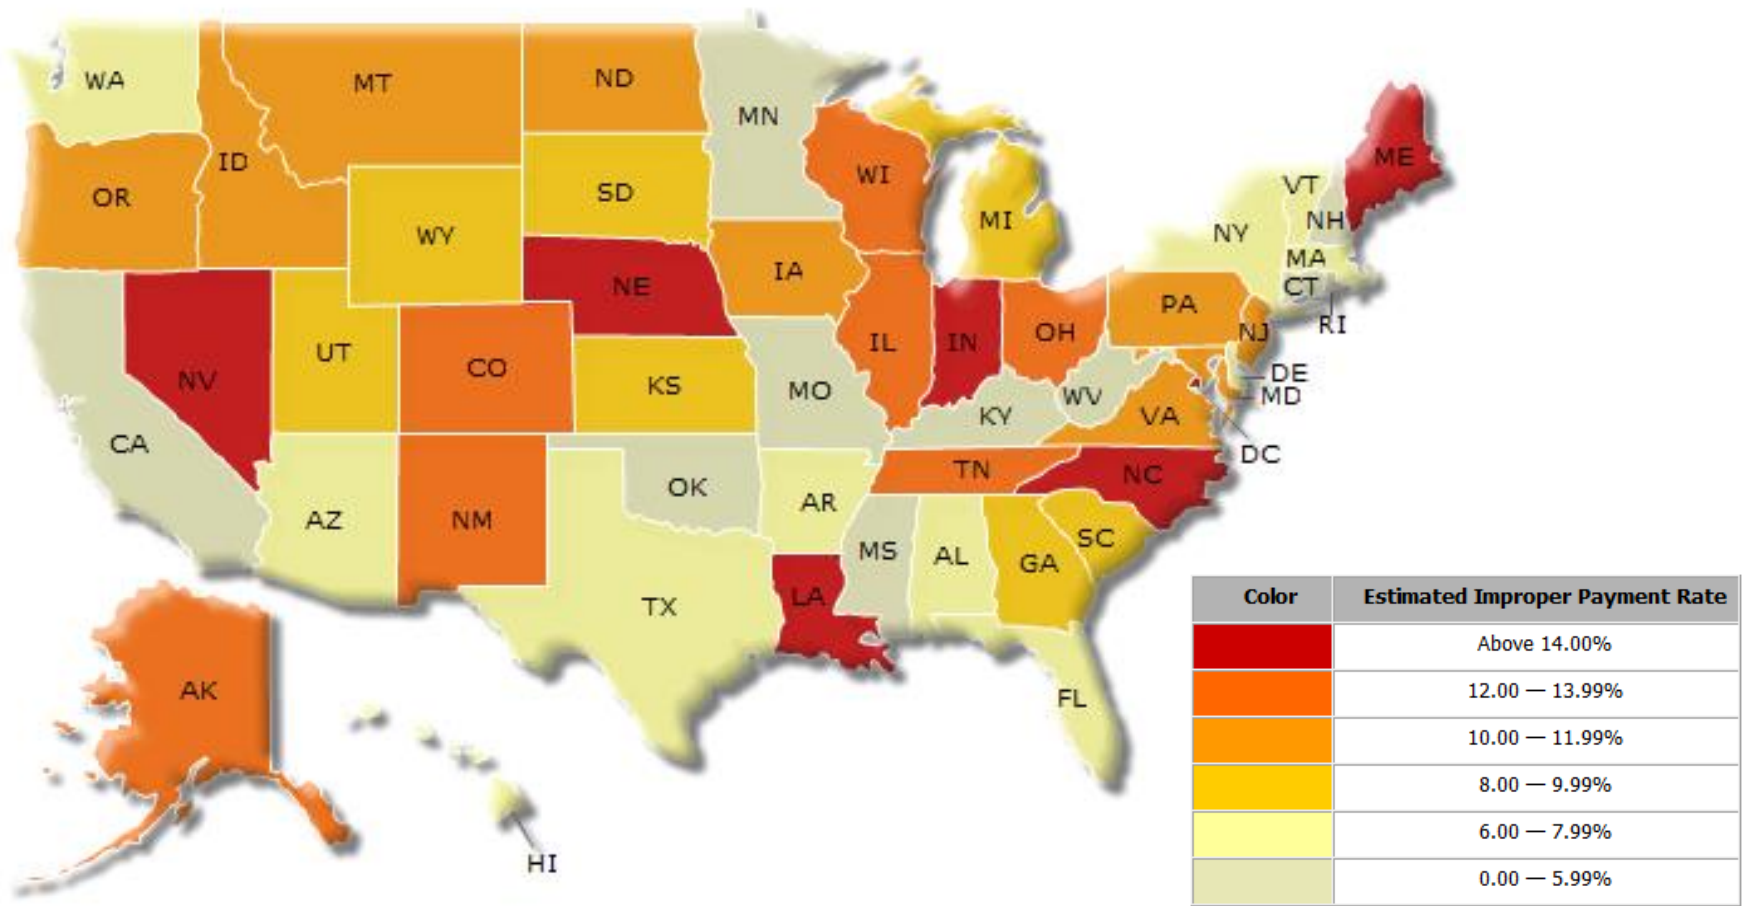 WA
MT
ND
MN
OR
ID
SD
WI
ME
WY
MI
VT
NH
NY
MA
CT
RI
NE
IA
PA
NJ
NV
UT
CO
KS
MO
IL
IN
OH
WV
KY
VA
DE
MD
DC
CA
AZ
NM
OK
AR
TN
NC
TX
LA
MS
AL
GA
SC
FL
AK
HI
Color Estimated Improper Payment Rate
Above 14.00%
12.00 — 13.99%
10.00 — 11.99%
8.00 — 9.99%
6.00 — 7.99%
0.00 — 5.99%